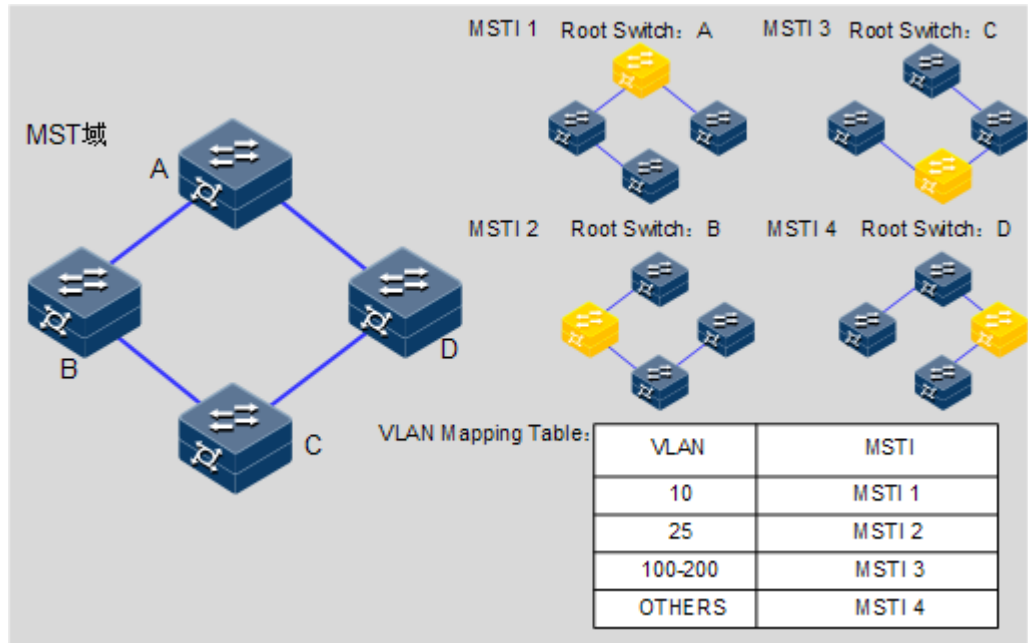 MSTI 1 Root Switch: A
MSTI 3 Root Switch: C
MST域
A
B
D
C
MSTI 2 Root Switch: B
MSTI 4 Root Switch: D
VLAN Mapping Table:
VLAN MSTI
10 MSTI 1
25 MSTI 2
100-200 MSTI 3
OTHERS MSTI 4